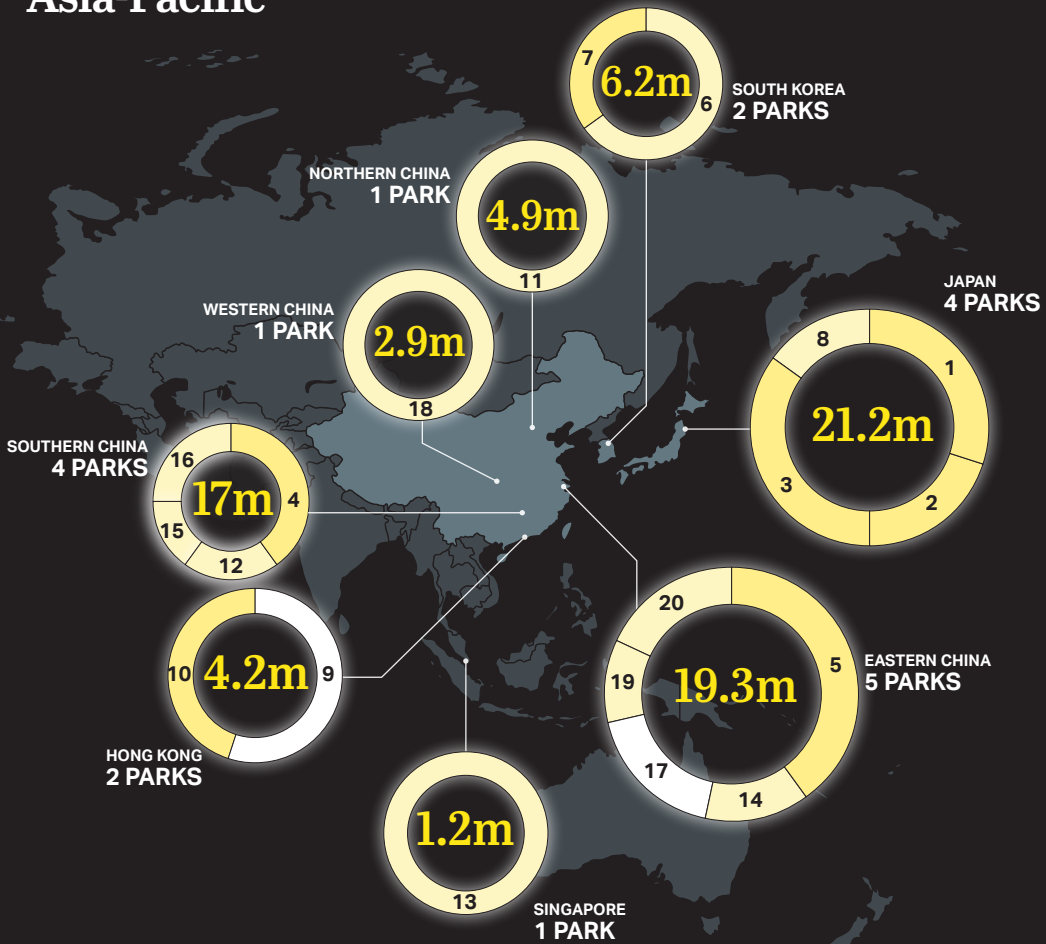 Asia-Pacific
7
6.2m
6
SOUTH KOREA
2 PARKS
NORTHERN CHINA
1 PARK
4.9m
11
WESTERN CHINA
1 PARK
2.9m
18
JAPAN
4 PARKS
8
1
21.2m
3
2
SOUTHERN CHINA
4 PARKS
16
17m
4
15
12
10
4.2m
9
HONG KONG
2 PARKS
20
5
19
19.3m
EASTERN CHINA
5 PARKS
17
14
1.2m
13
SINGAPORE
1 PARK